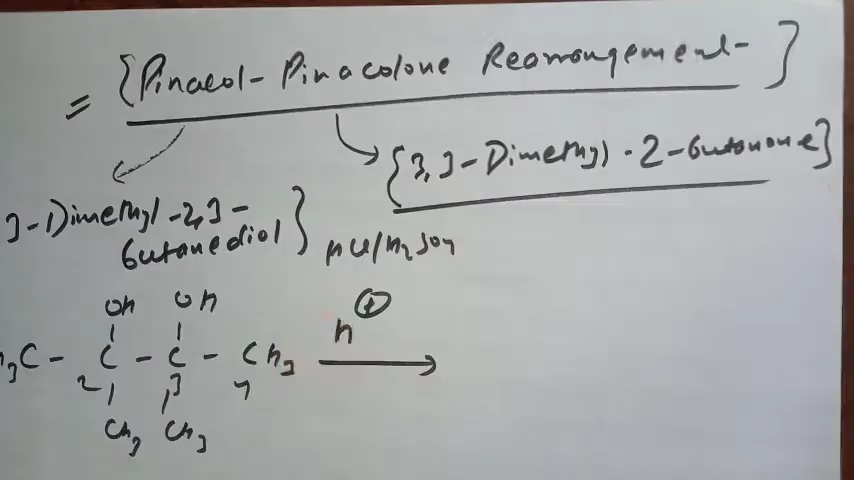 = {Pinacol - Pinacolone Rearrangement- }
{3,3-Dimethyl-2-butanone}
3-Dimethyl-2,3-
butanediol}
HCl/H2SO4
OH OH
H⊕
3C - C - C - CH3 →
2 3 4
CH3 CH3